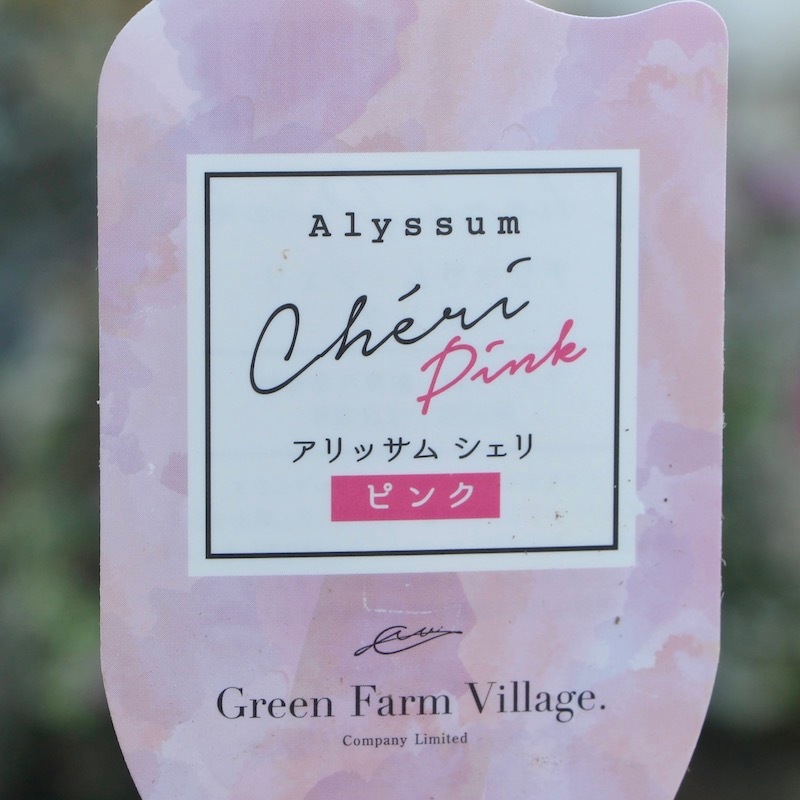 Alyssum
Chéri
Pink
アリッサム シェリ
ピンク
Green Farm Village.
Company Limited